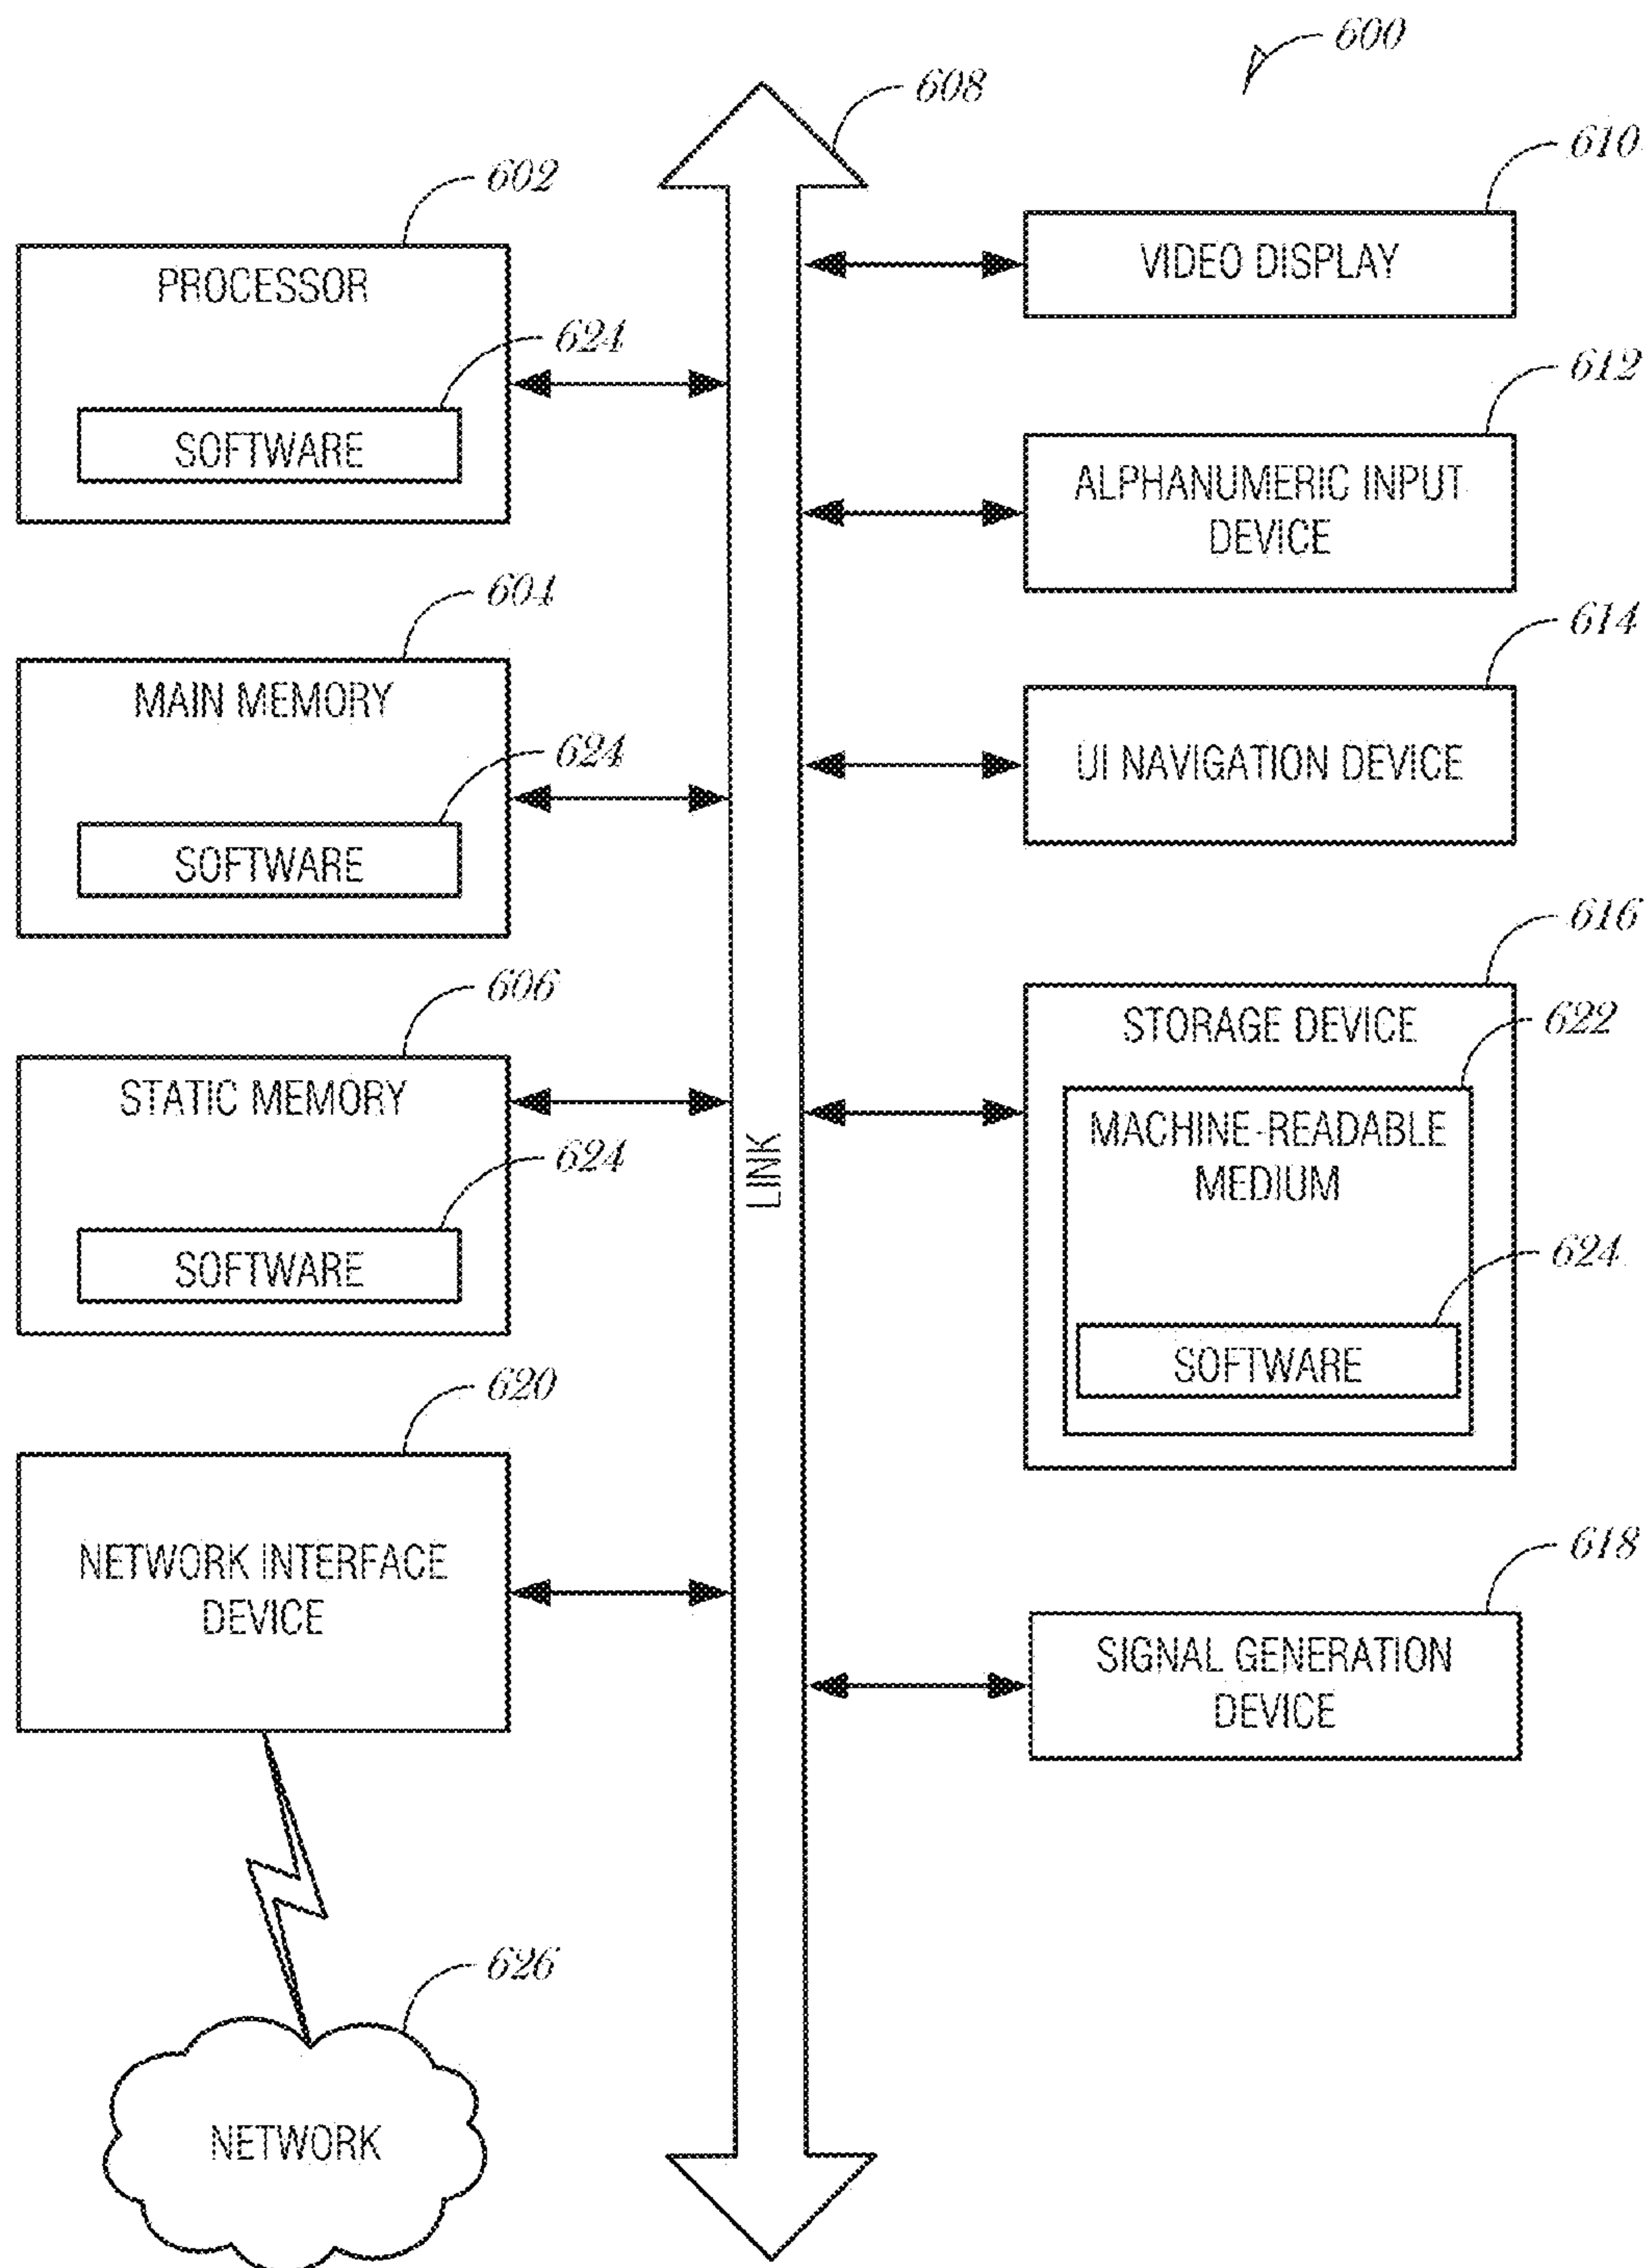 600
608
602
PROCESSOR
624
SOFTWARE
604
MAIN MEMORY
624
SOFTWARE
606
STATIC MEMORY
624
SOFTWARE
620
NETWORK INTERFACE
DEVICE
626
NETWORK
LINK
610
VIDEO DISPLAY
612
ALPHANUMERIC INPUT
DEVICE
614
UI NAVIGATION DEVICE
616
STORAGE DEVICE
622
MACHINE-READABLE
MEDIUM
624
SOFTWARE
618
SIGNAL GENERATION
DEVICE